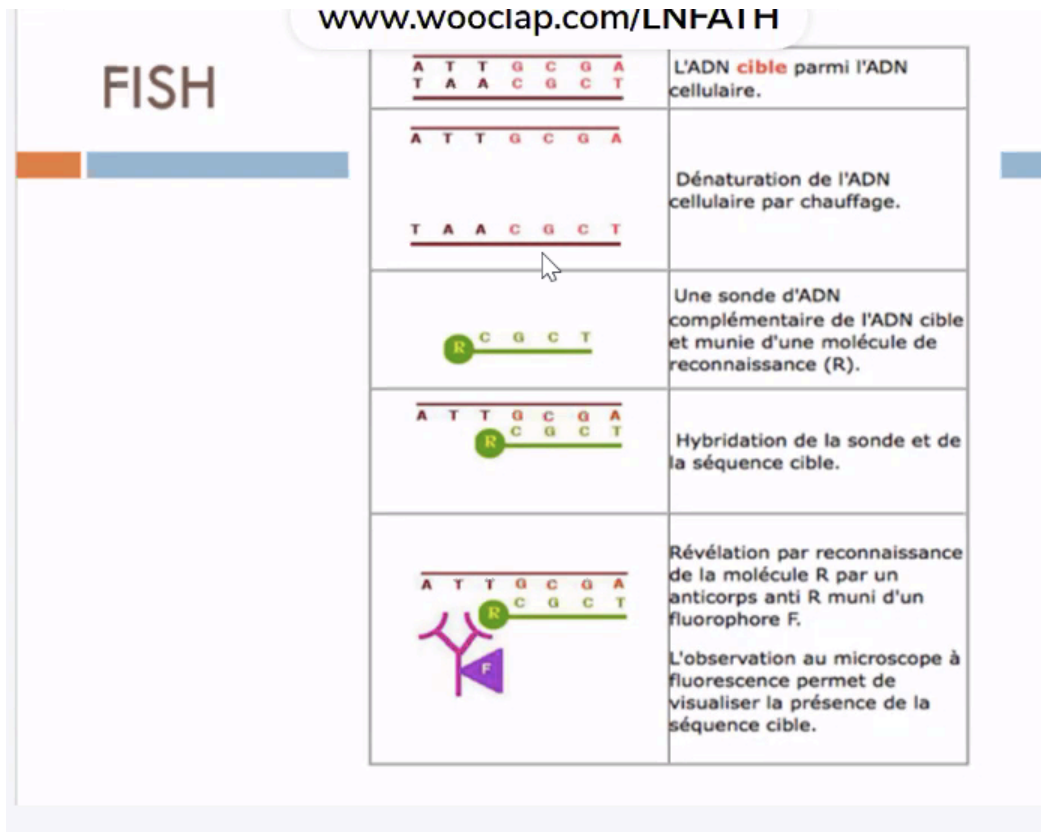 www.wooclap.com/LNFATH
FISH
A T T G C G A
T A A C G C T
L'ADN cible parmi l'ADN
cellulaire.
A T T G C G A
T A A C G C T
Dénaturation de l'ADN
cellulaire par chauffage.
C G C T
R
Une sonde d'ADN
complémentaire de l'ADN cible
et munie d'une molécule de
reconnaissance (R).
A T T G C G A
C G C T
R
Hybridation de la sonde et de
la séquence cible.
A T T G C G A
C G C T
R
F
Révélation par reconnaissance
de la molécule R par un
anticorps anti R muni d'un
fluorophore F.
L'observation au microscope à
fluorescence permet de
visualiser la présence de la
séquence cible.